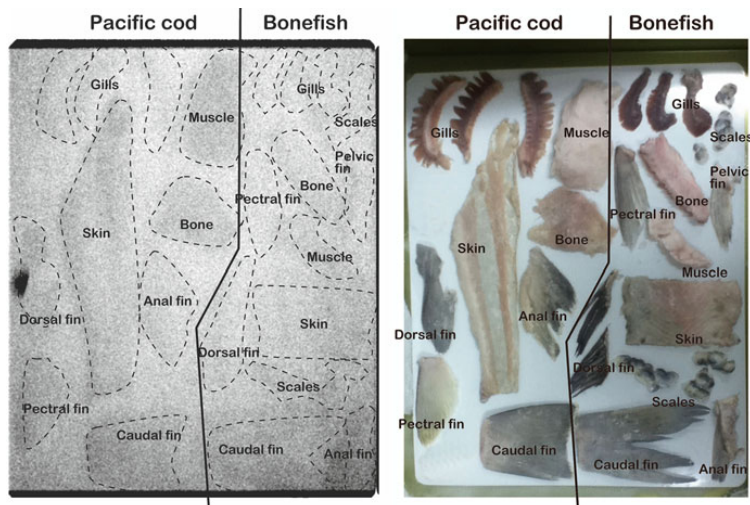 Pacific cod Bonefish
Gills
Gills
Muscle
Scales
Pelvic
fin
Bone
Pectral fin
Skin
Bone
Muscle
Anal fin
Dorsal fin
Skin
Dorsal fin
Scales
Pectral fin
Caudal fin
Caudal fin
Anal fin
Pacific cod Bonefish
Gills
Muscle
Gills
Scales
Pelvic
fin
Bone
Pectral fin
Skin
Bone
Muscle
Anal fin
Dorsal fin
Skin
Dorsal fin
Scales
Pectral fin
Caudal fin
Caudal fin
Anal fin